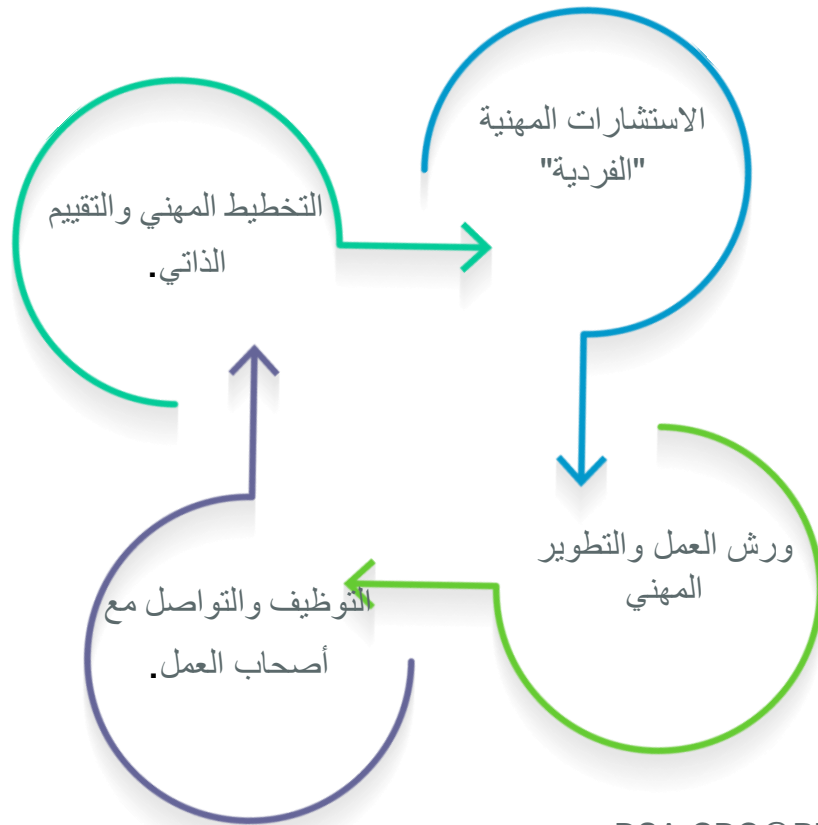 الاستشارات المهنية
"الفردية"
التخطيط المهني والتقييم
الذاتي.
ورش العمل والتطوير
المهني
التوظيف والتواصل مع
أصحاب العمل.